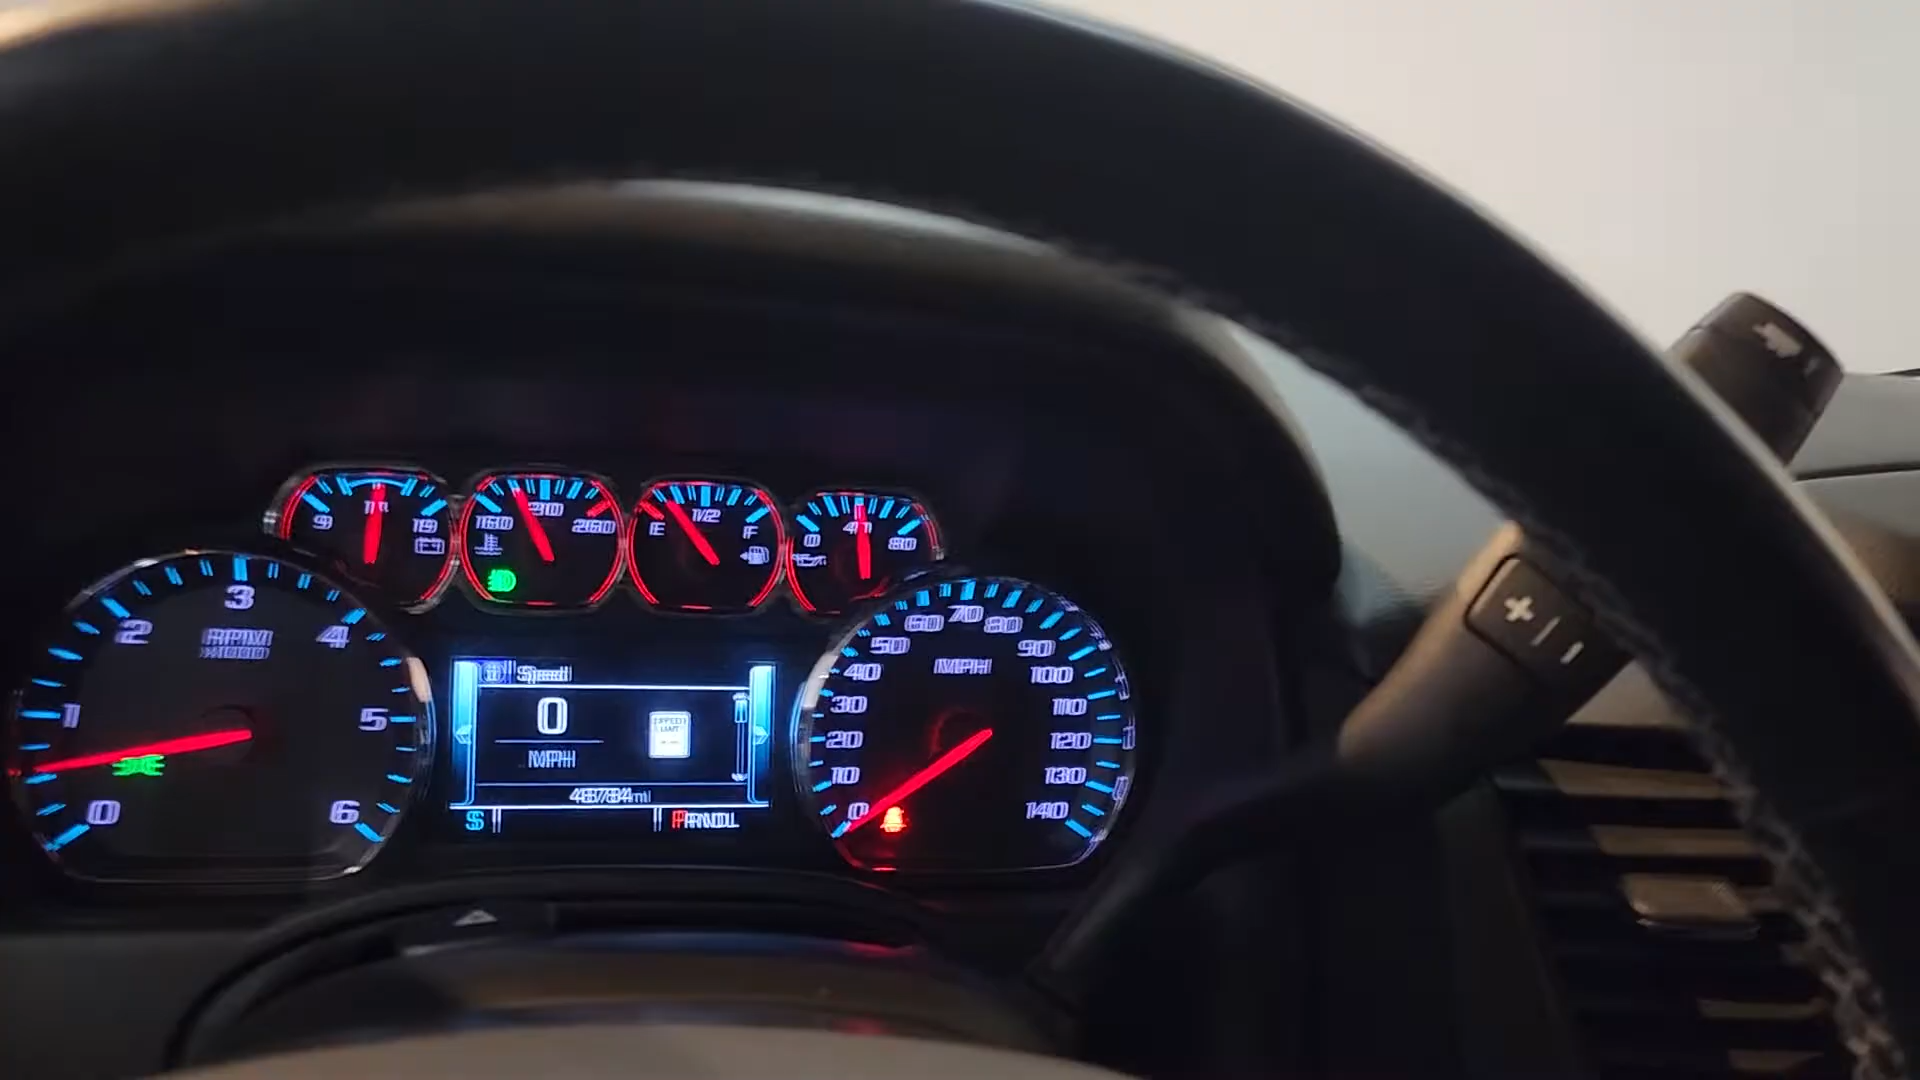 9 19
160 210 260
E 1/2 F
0 40 80
0 1 2 3 4 5 6
RPM
x1000
Speed
0
MPH
SPEED
LIMIT
--
mi
S
PRNDL
0 10 20 30 40 50 60 70 80 90 100 110 120 130 140
MPH
+ | -